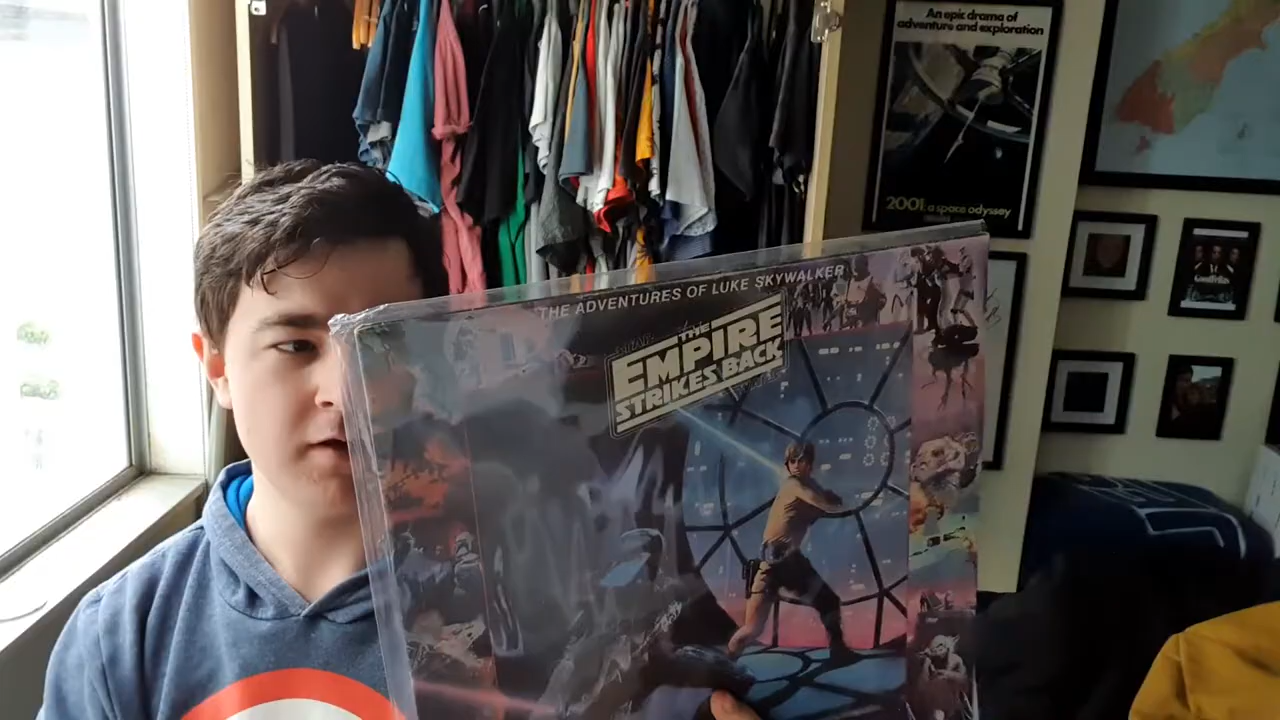 An epic drama of
adventure and exploration
2001: a space odyssey
THE ADVENTURES OF LUKE SKYWALKER
THE
EMPIRE
STRIKES BACK